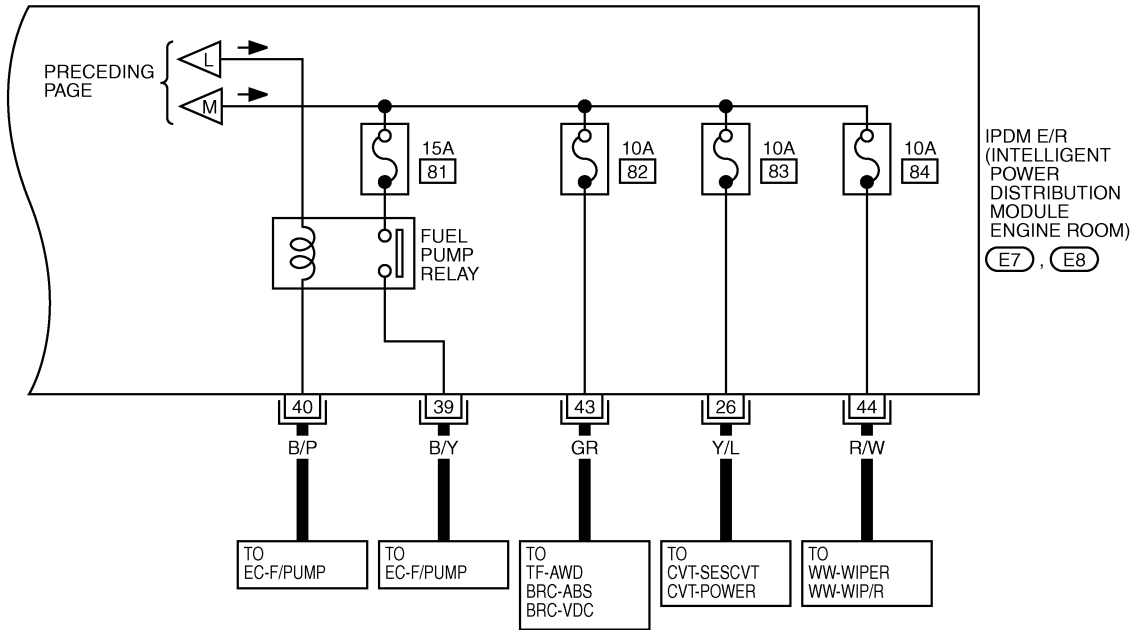 PRECEDING
PAGE
L
M
15A
81
10A
82
10A
83
10A
84
IPDM E/R
(INTELLIGENT
POWER
DISTRIBUTION
MODULE
ENGINE ROOM)
E7 , E8
FUEL
PUMP
RELAY
40
39
43
26
44
B/P
B/Y
GR
Y/L
R/W
TO
EC-F/PUMP
TO
EC-F/PUMP
TO
TF-AWD
BRC-ABS
BRC-VDC
TO
CVT-SESCVT
CVT-POWER
TO
WW-WIPER
WW-WIP/R